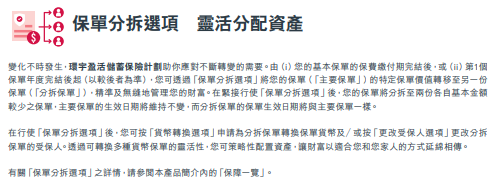 保單分拆選項　靈活分配資產
變化不時發生，環宇盈活儲蓄保險計劃助你應對不斷轉變的需要。由（i）您的基本保單的保費繳付期完結後，或（ii）第1個
保單年度完結後起（以較後者為準），您可透過「保單分拆選項」將您的保單（「主要保單」）的特定保單價值轉移至另一份
保單（「分拆保單」），精準及無縫地管理您的財富。在緊接行使「保單分拆選項」後，您的保單將分拆至兩份各自基本金額
較少之保單，主要保單的生效日期將維持不變，而分拆保單的保單生效日期將與主要保單一樣。
在行使「保單分拆選項」後，您可按「貨幣轉換選項」申請為分拆保單轉換保單貨幣及／或按「更改受保人選項」更改分拆
保單的受保人。透過可轉換多種貨幣保單的靈活性，您可策略性配置資產，讓財富以適合您和您家人的方式延綿相傳。
有關「保單分拆選項」之詳情，請參閱本產品簡介內的「保障一覽」。